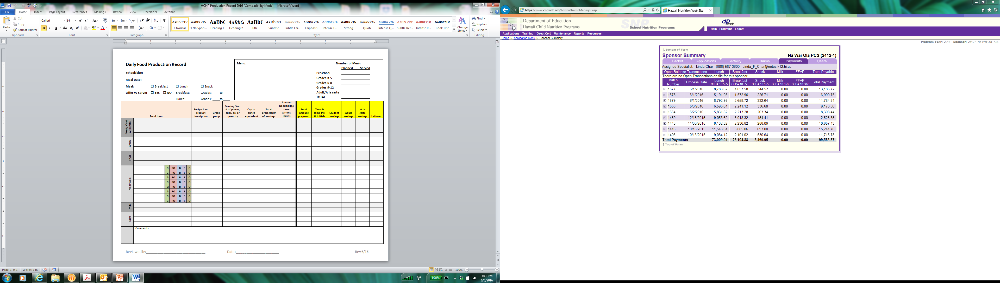 HCNP Production Record 2016 [Compatibility Mode] - Microsoft Word
File Home Insert Page Layout References Mailings Review View Developer Acrobat
Cut
Copy
Paste
Format Painter
Clipboard
Calibri 14
Font
Paragraph
AaBbCcDc AaBbCcDc AaBbC AaBbC AaBbC AaBbCcI AaBbCcDc AaBbCcDc AaBbCcDc AaBbCcDc AaBbCcDc AaBbCcDc AaBbCcDc AaBbCcDc AaBbCcDc
¶ Normal ¶ No Spaci... Heading 1 Heading 2 Title Subtitle Subtle Em... Emphasis Intense E... Strong Quote Intense Q... Subtle Ref... Intense R... Book Title
Change Styles
Styles
Find
Replace
Select
Editing
Daily Food Production Record
School/Site:
Meal Date:
Meal: ☐ Breakfast ☐ Lunch ☐ Snack
Offer vs Serve: ☐ YES ☐ NO Breakfast: Grades: ____to____
Lunch: Grades: ____to____
Menu:
Number of Meals
Planned Served
Preschool
Grades K-5
Grades 6-8
Grades 9-12
Adult/A la carte
TOTAL
Food item
Recipe # or product description
Grade group
Serving Size: # of pieces, cups, oz. or quantity
Cup or ounce equivalent
Total projected # of servings
Amount Needed: lbs, cans, cartons, loaves
Total amount prepared
Time & temp (°F) & initials
Student servings
Adult servings
A la carte servings
Leftover
Meat/Meat Alternate
Grain
Fruit
Vegetable
G RO B S O
G RO B S O
G RO B S O
G RO B S O
G RO B S O
G RO B S O
G RO B S O
G RO B S O
Milk
Extra
Comments
Reviewed by____________________________ Date:____________________ Rev 6/16
Page: 1 of 1 Words: 146 100%
100% 3:41 PM
6/6/2016
https://www.cnpweb.org/hawaii/frameManager.asp
Hawaii Nutrition Web Site
Department of Education
Hawaii Child Nutrition Programs
SNP
School Nutrition Programs
CNPweb
Help Programs Logoff
Applications Training Direct Cert Maintenance Reports Resources
Home > Application Menu > Sponsor Summary
Program Year: 2016 Sponsor: 2412-1-Na Wai Ola PCS
↓ Bottom of Form
Sponsor Summary Na Wai Ola PCS (2412-1)
Packet Applications Activity Claims Payments Users
Assigned Specialist: Linda Char (808) 587-3600 Linda_F_Char@notes.k12.hi.us
Open Balance Transactions Lunch Breakfast Snack Milk FFVP Total Payable
There are no Open Transactions on file for this sponsor.
Batch Number Process Date Lunch CFDA 10.555 Breakfast CFDA 10.553 Snack CFDA 10.555 Milk CFDA 10.556 FFVP CFDA 10.582 Total Payment
1577 6/1/2016 8,783.62 4,057.58 344.52 0.00 0.00 13,185.72
1578 6/1/2016 5,191.08 1,572.96 226.71 0.00 0.00 6,990.75
1579 6/1/2016 8,792.98 2,658.72 332.64 0.00 0.00 11,784.34
1555 5/3/2016 6,595.64 2,241.12 336.60 0.00 0.00 9,173.36
1554 5/2/2016 5,831.82 2,213.28 263.34 0.00 0.00 8,308.44
1459 12/15/2015 9,053.62 3,018.32 454.41 0.00 0.00 12,526.35
1443 11/30/2015 8,132.52 2,236.82 288.09 0.00 0.00 10,657.43
1416 10/16/2015 11,543.64 3,005.06 693.00 0.00 0.00 15,241.70
1406 10/13/2015 9,084.12 2,101.02 530.64 0.00 0.00 11,715.78
Total Payments 73,009.04 23,104.88 3,469.95 0.00 0.00 99,583.87
↑ Top of Form